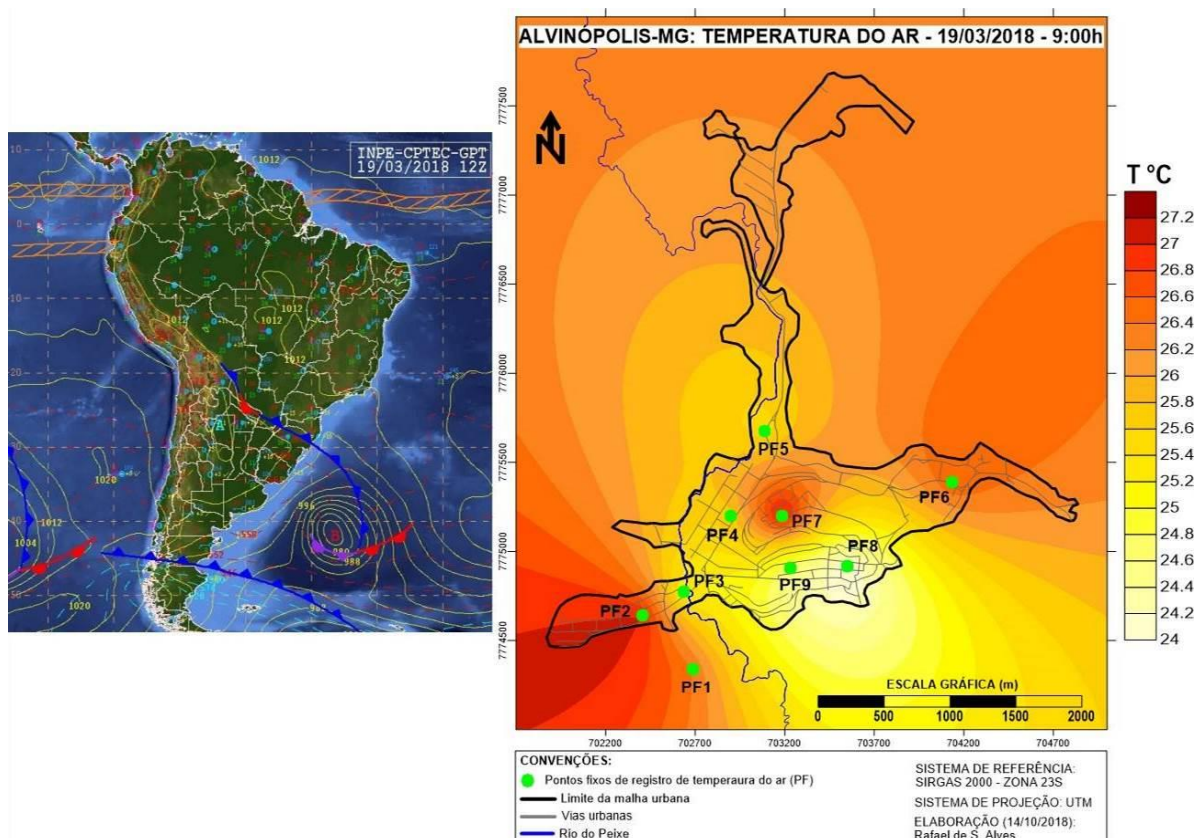 INPE-CPTEC-GPT
19/03/2018 12Z
1012
1012
1012
1012
1020
1012
1004
1020
996
980
988
A
B
ALVINÓPOLIS-MG: TEMPERATURA DO AR - 19/03/2018 - 9:00h
N
7777500
7777000
7776500
7776000
7775500
7775000
7774500
PF5
PF6
PF4
PF7
PF8
PF3
PF9
PF2
PF1
ESCALA GRÁFICA (m)
0 500 1000 1500 2000
702200 702700 703200 703700 704200 704700
T ºC
27.2
27
26.8
26.6
26.4
26.2
26
25.8
25.6
25.4
25.2
25
24.8
24.6
24.4
24.2
24
CONVENÇÕES:
Pontos fixos de registro de temperaura do ar (PF)
Limite da malha urbana
Vias urbanas
Rio do Peixe
SISTEMA DE REFERÊNCIA:
SIRGAS 2000 - ZONA 23S
SISTEMA DE PROJEÇÃO: UTM
ELABORAÇÃO (14/10/2018):
Rafael de S. Alves